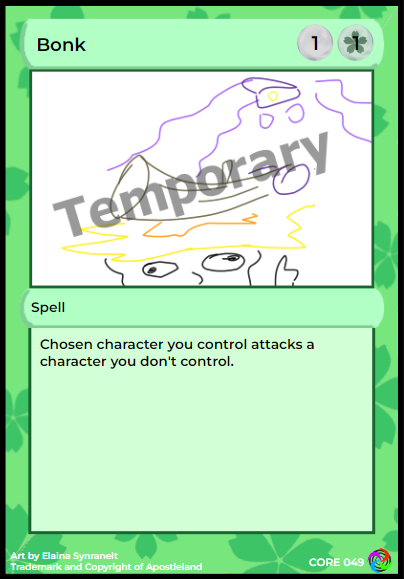 Bonk
1 1
Temporary
Spell
Chosen character you control attacks a
character you don't control.
Art by Elaina Synranelt
Trademark and Copyright of Apostleland
CORE 049